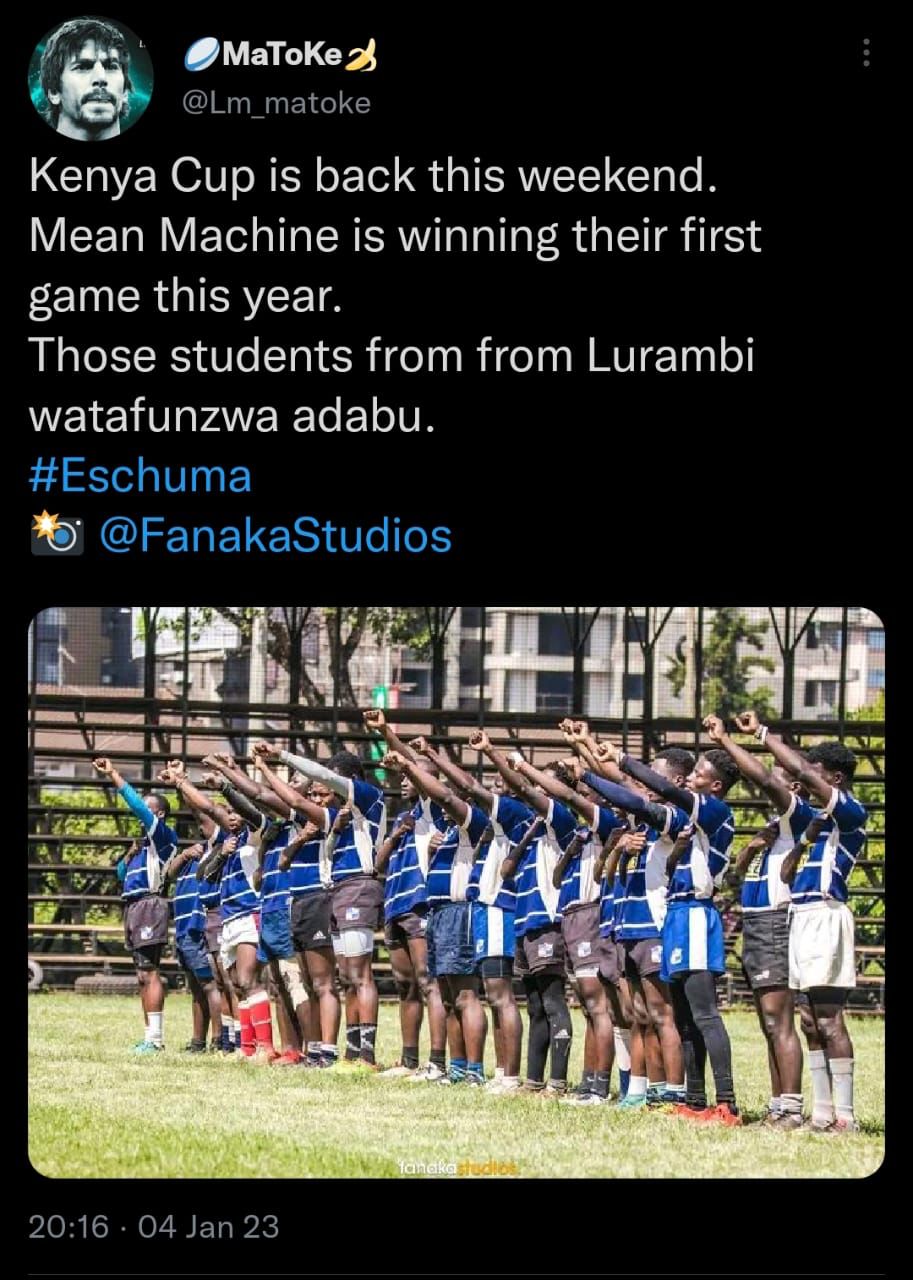 🏉MaToKe🍌
@Lm_matoke
Kenya Cup is back this weekend.
Mean Machine is winning their first
game this year.
Those students from from Lurambi
watafunzwa adabu.
#Eschuma
📸 @FanakaStudios
fanakastudios
20:16 · 04 Jan 23